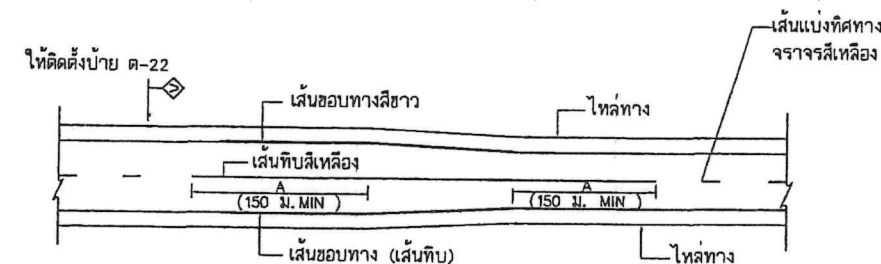 เส้นแบ่งทิศทาง
จราจรสีเหลือง
ให้ติดตั้งป้าย ต-22
เส้นขอบทางสีขาว
ไหล่ทาง
เส้นทึบสีเหลือง
A
(150 ม. MIN )
A
(150 ม. MIN )
เส้นขอบทาง (เส้นทึบ)
ไหล่ทาง